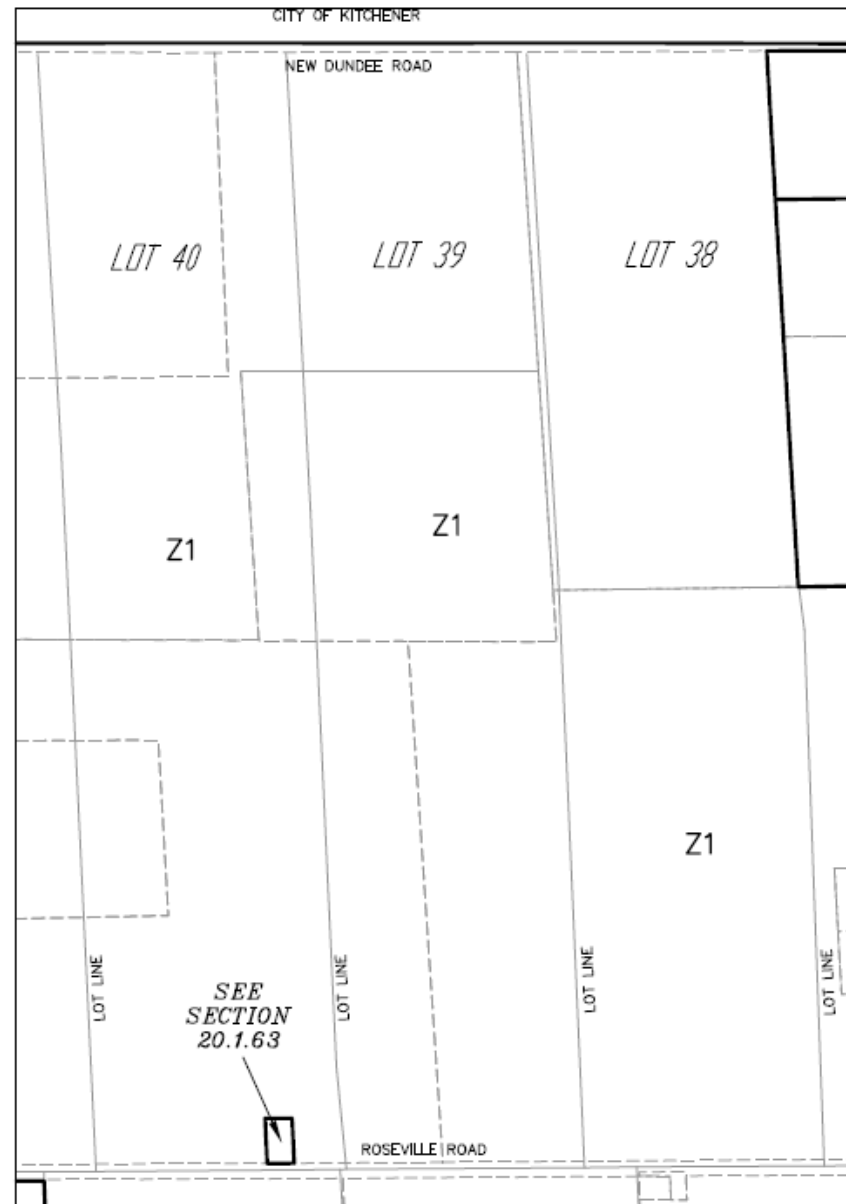 CITY OF KITCHENER
NEW DUNDEE ROAD
LOT 40
LOT 39
LOT 38
Z1
Z1
Z1
LOT LINE
LOT LINE
LOT LINE
LOT LINE
SEE
SECTION
20.1.63
ROSEVILLE ROAD